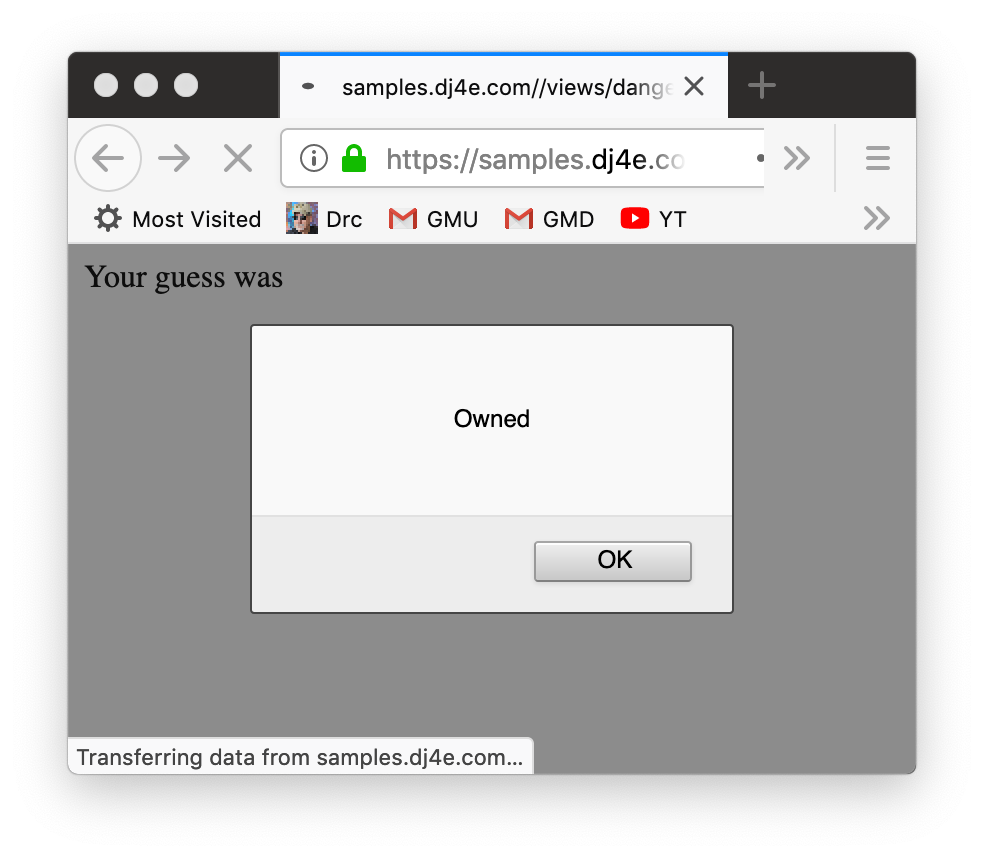 samples.dj4e.com//views/dange
https://samples.dj4e.co
Most Visited Drc GMU GMD YT
Your guess was
Owned
OK
Transferring data from samples.dj4e.com...